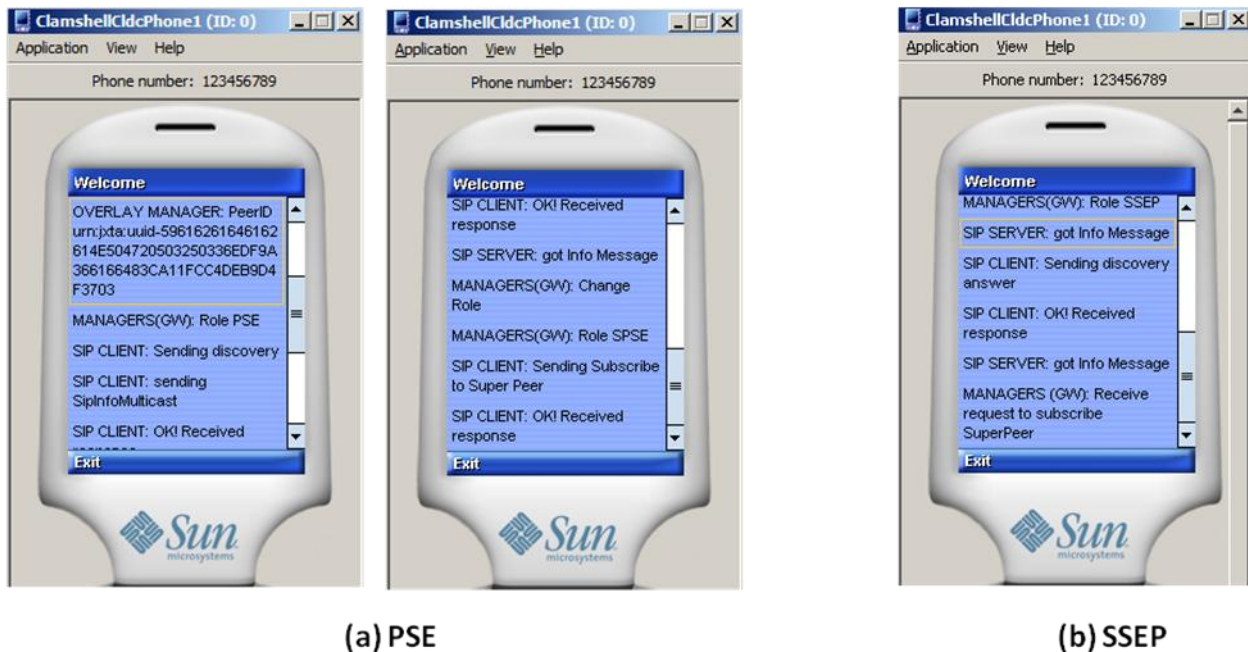 ClamshellCldcPhone1 (ID: 0)
Application View Help
Phone number: 123456789
Welcome
OVERLAY MANAGER: PeerID
urn:jxta:uuid-59616261646162
614E504720503250336EDF9A
366166483CA11FCC4DEB9D4
F3703
MANAGERS(GW): Role PSE
SIP CLIENT: Sending discovery
SIP CLIENT: sending
SipInfoMulticast
SIP CLIENT: OK! Received
Exit
Sun
microsystems
ClamshellCldcPhone1 (ID: 0)
Application View Help
Phone number: 123456789
Welcome
SIP CLIENT: OK! Received
response
SIP SERVER: got Info Message
MANAGERS(GW): Change
Role
MANAGERS(GW): Role SPSE
SIP CLIENT: Sending Subscribe
to Super Peer
SIP CLIENT: OK! Received
response
Exit
Sun
microsystems
(a) PSE
ClamshellCldcPhone1 (ID: 0)
Application View Help
Phone number: 123456789
Welcome
MANAGERS(GW): Role SSEP
SIP SERVER: got Info Message
SIP CLIENT: Sending discovery
answer
SIP CLIENT: OK! Received
response
SIP SERVER: got Info Message
MANAGERS (GW): Receive
request to subscribe
SuperPeer
Exit
Sun
microsystems
(b) SSEP